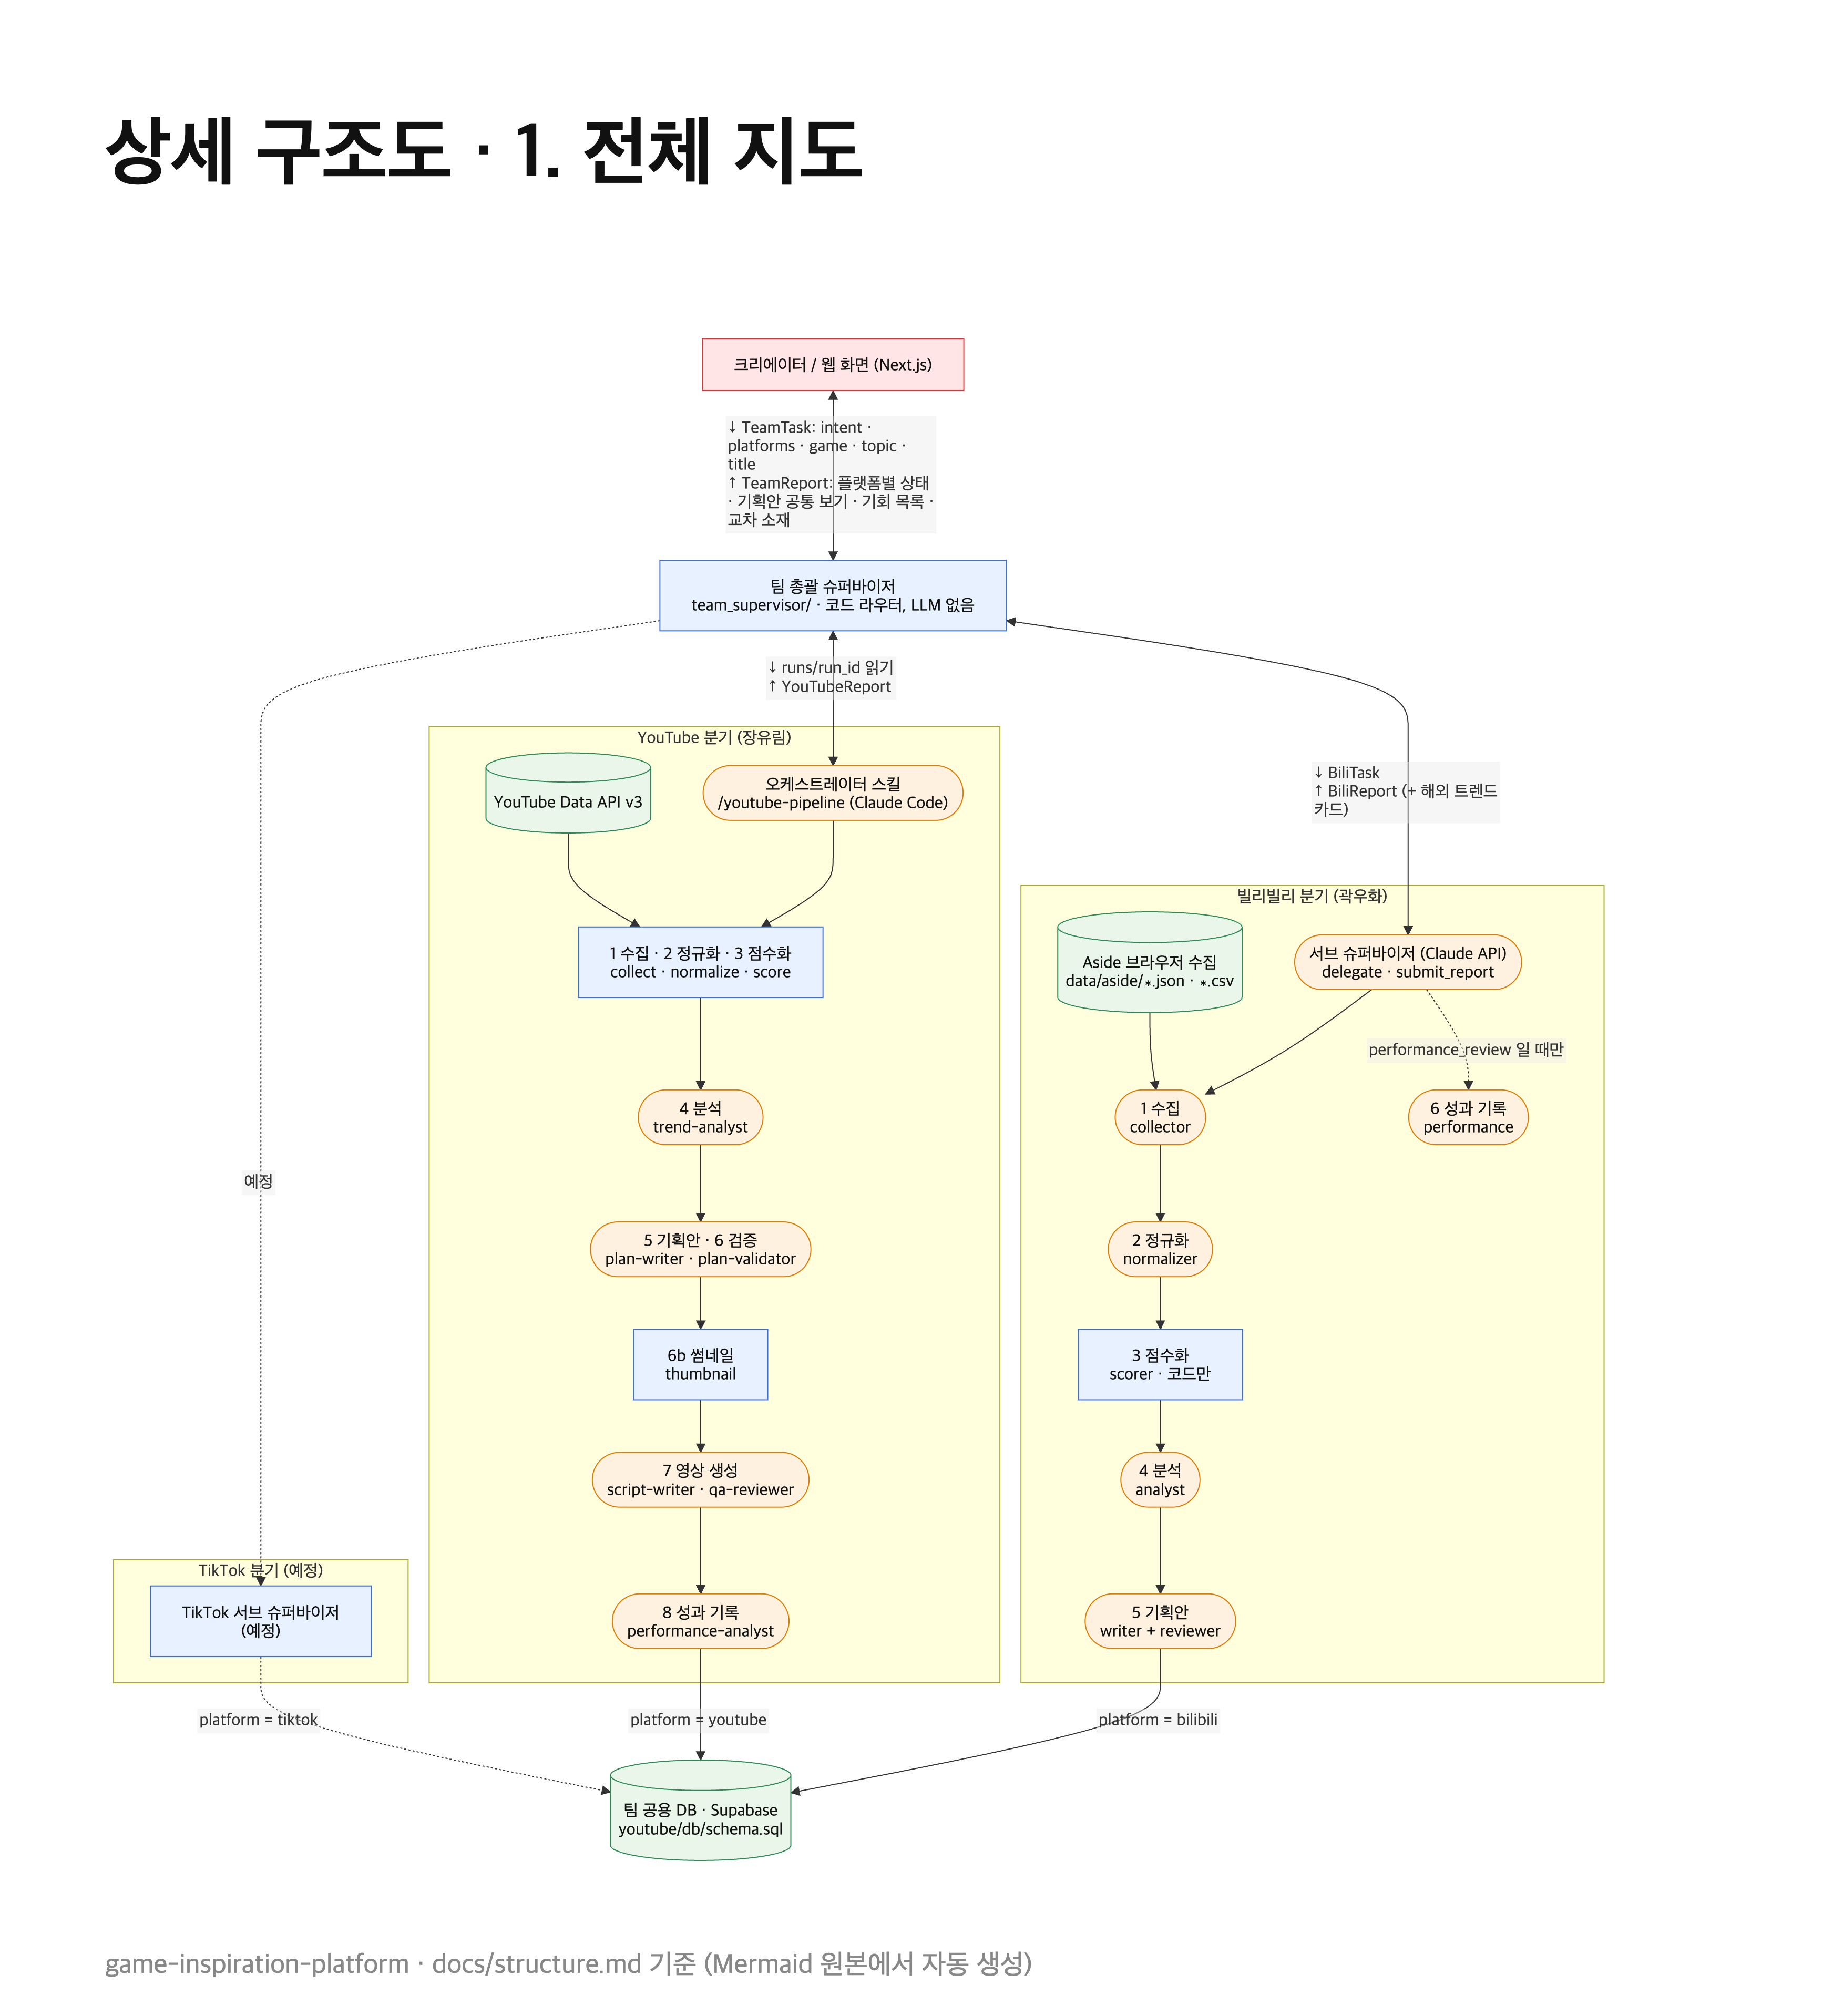 상세 구조도 · 1. 전체 지도
크리에이터 / 웹 화면 (Next.js)
↓ TeamTask: intent ·
platforms · game · topic ·
title
↑ TeamReport: 플랫폼별 상태
· 기획안 공통 보기 · 기회 목록 ·
교차 소재
팀 총괄 슈퍼바이저
team_supervisor/ · 코드 라우터, LLM 없음
↓ runs/run_id 읽기
↑ YouTubeReport
↓ BiliTask
↑ BiliReport (+ 해외 트렌드
카드)
예정
YouTube 분기 (장유림)
YouTube Data API v3
오케스트레이터 스킬
/youtube-pipeline (Claude Code)
1 수집 · 2 정규화 · 3 점수화
collect · normalize · score
4 분석
trend-analyst
5 기획안 · 6 검증
plan-writer · plan-validator
6b 썸네일
thumbnail
7 영상 생성
script-writer · qa-reviewer
8 성과 기록
performance-analyst
빌리빌리 분기 (곽우화)
Aside 브라우저 수집
data/aside/*.json · *.csv
서브 슈퍼바이저 (Claude API)
delegate · submit_report
performance_review 일 때만
1 수집
collector
6 성과 기록
performance
2 정규화
normalizer
3 점수화
scorer · 코드만
4 분석
analyst
5 기획안
writer + reviewer
TikTok 분기 (예정)
TikTok 서브 슈퍼바이저
(예정)
platform = tiktok
platform = youtube
platform = bilibili
팀 공용 DB · Supabase
youtube/db/schema.sql
game-inspiration-platform · docs/structure.md 기준 (Mermaid 원본에서 자동 생성)